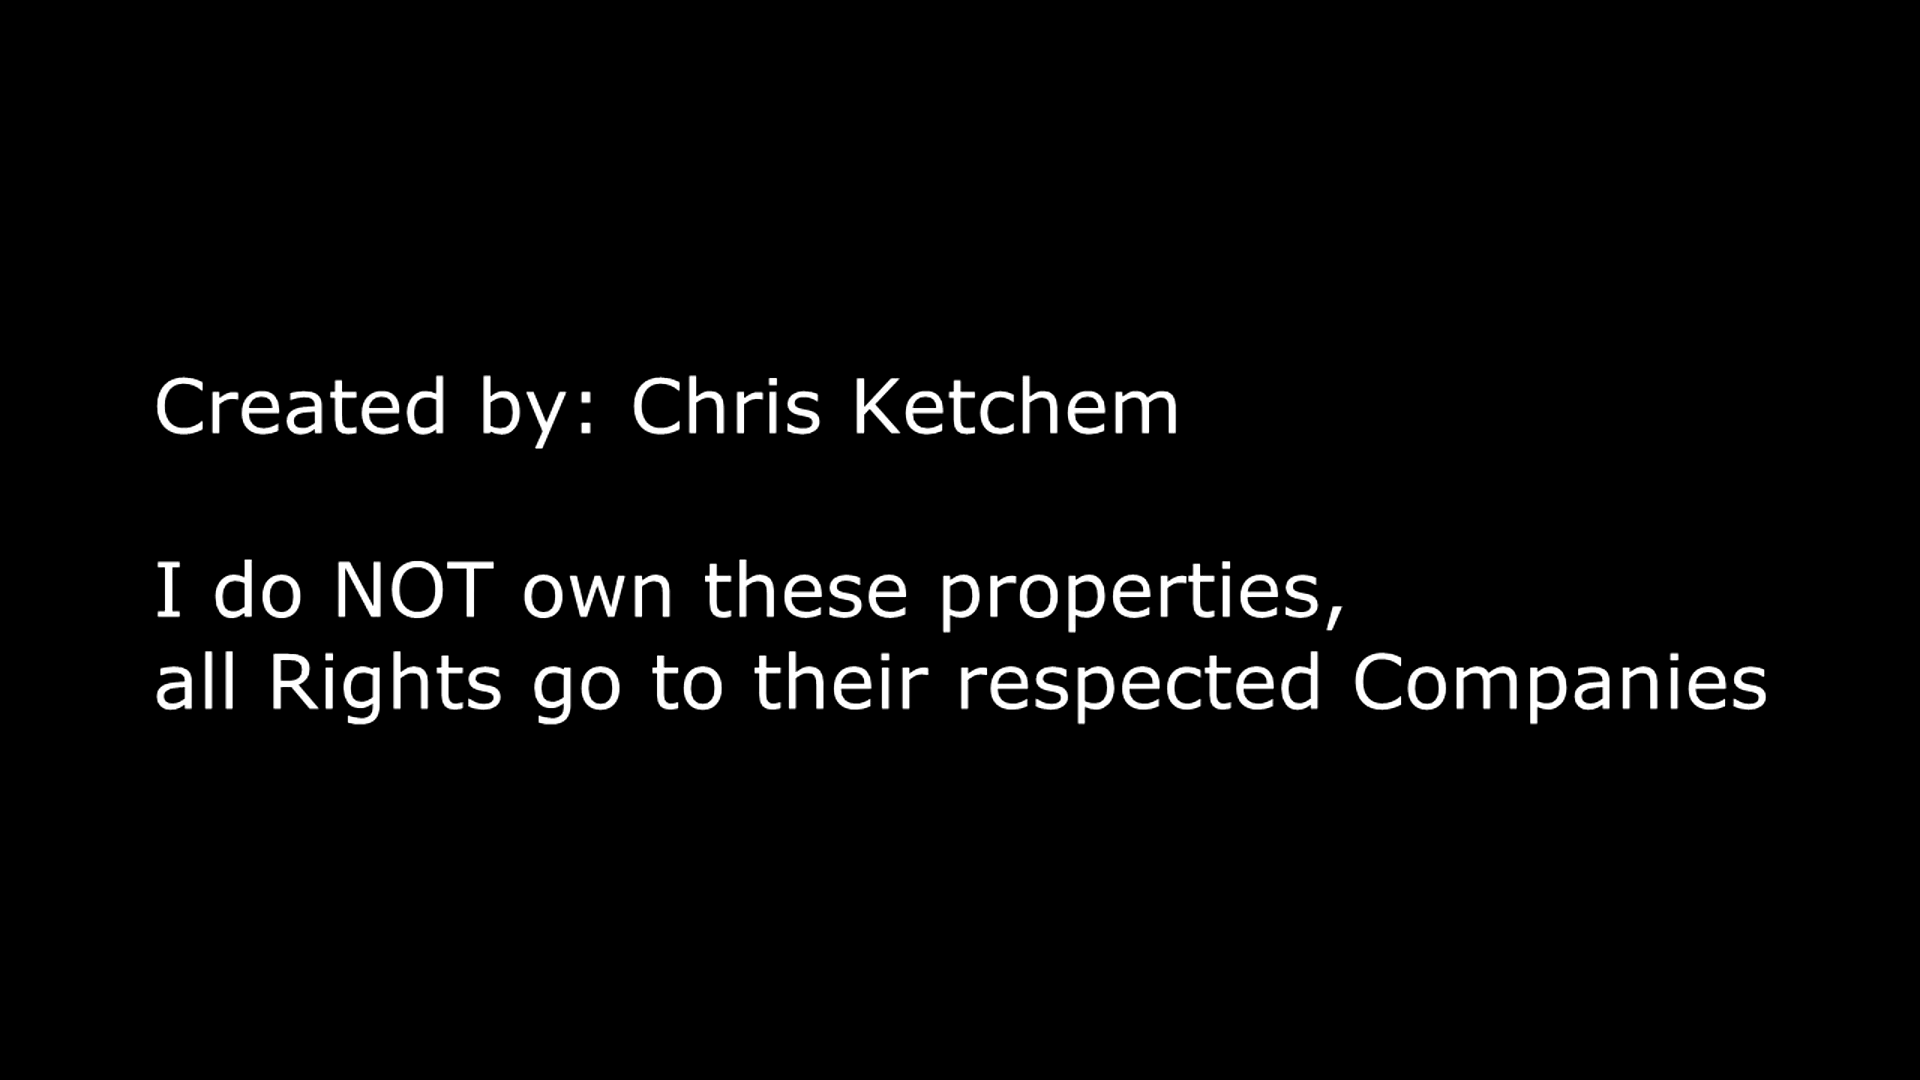 Created by: Chris Ketchem
I do NOT own these properties,
all Rights go to their respected Companies